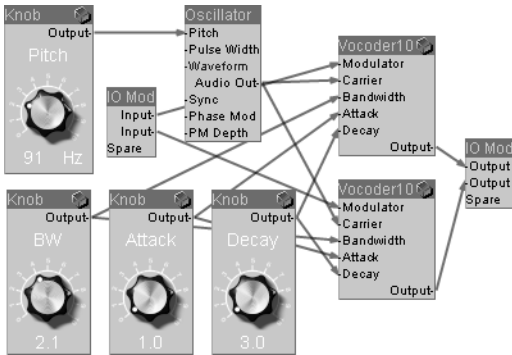 Knob
Output
Pitch
91 Hz
Oscillator
Pitch
Pulse Width
Waveform
Audio Out
Sync
Phase Mod
PM Depth
IO Mod
Input
Input
Spare
Vocoder10
Modulator
Carrier
Bandwidth
Attack
Decay
Output
IO Mod
Output
Output
Spare
Knob
Output
BW
2.1
Knob
Output
Attack
1.0
Knob
Output
Decay
3.0
Vocoder10
Modulator
Carrier
Bandwidth
Attack
Decay
Output